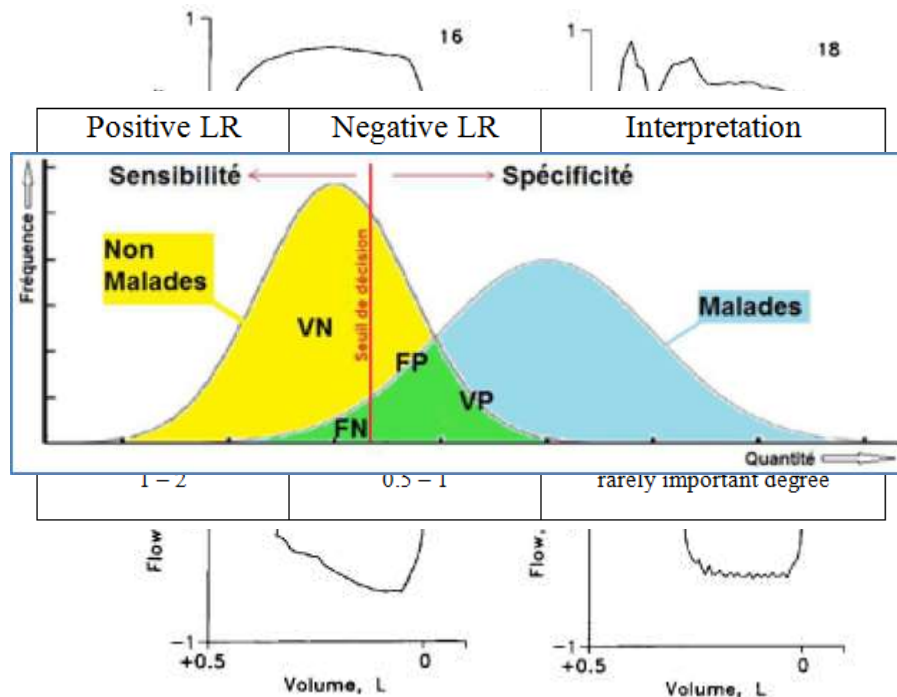 1
16
1
18
Positive LR
Negative LR
Interpretation
Sensibilité
Spécificité
Fréquence
Non
Malades
Seuil de décision
Malades
VN
FP
VP
FN
Quantité
1 – 2
0.5 – 1
rarely important degree
Flow,
Flow,
-1
-1
+0.5
0
+0.5
0
Volume, L
Volume, L